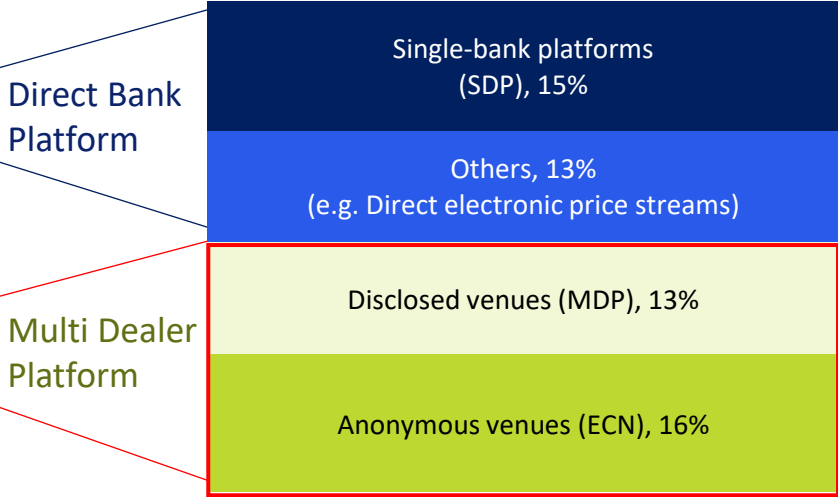 Direct Bank
Platform
Single-bank platforms
(SDP), 15%
Others, 13%
(e.g. Direct electronic price streams)
Multi Dealer
Platform
Disclosed venues (MDP), 13%
Anonymous venues (ECN), 16%